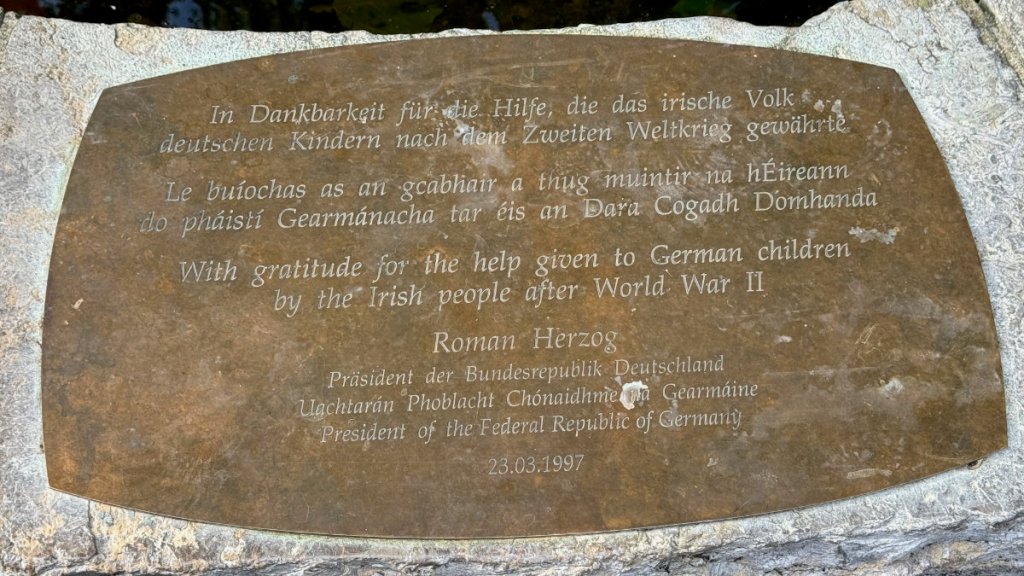 In Dankbarkeit für die Hilfe, die das irische Volk
deutschen Kindern nach dem Zweiten Weltkrieg gewährte
Le buíochas as an gcabhair a thug muintir na hÉireann
do pháistí Gearmánacha tar éis an Dara Cogadh Domhanda
With gratitude for the help given to German children
by the Irish people after World War II
Roman Herzog
Präsident der Bundesrepublik Deutschland
Uachtarán Phoblacht Chónaidhme na Gearmáine
President of the Federal Republic of Germany
23.03.1997